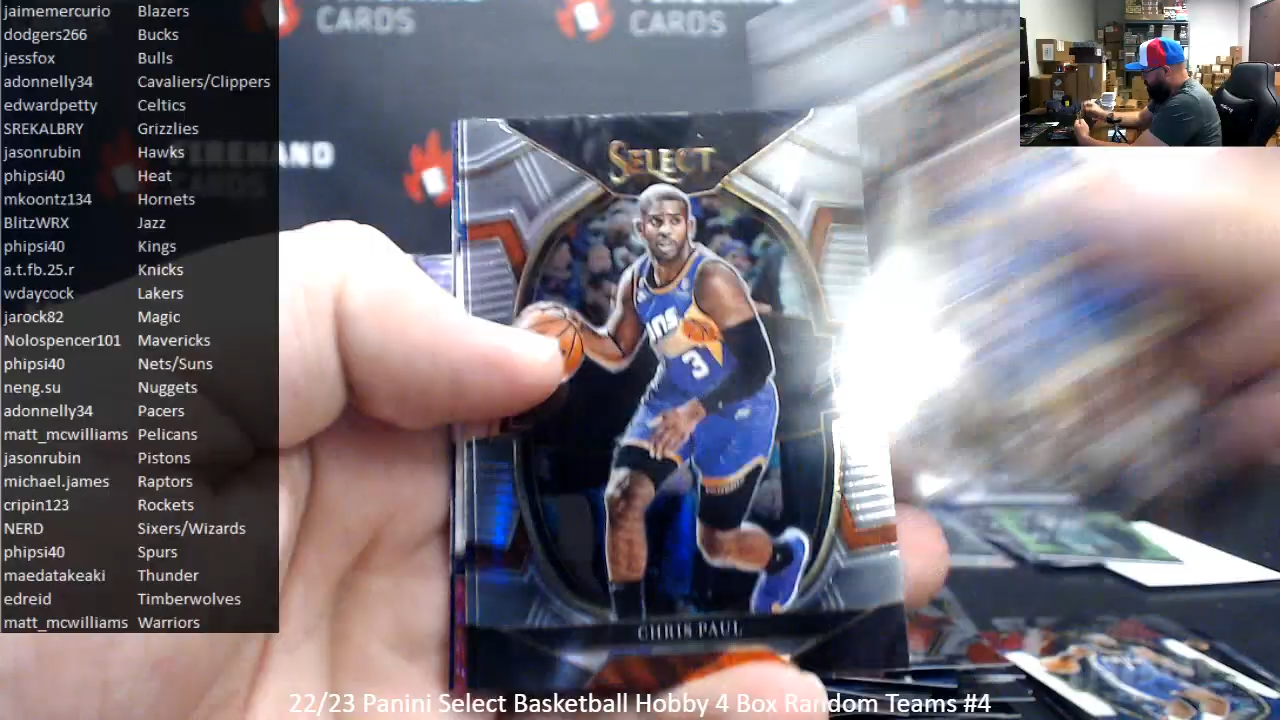 CARDS
CARDS
jaimemercurio Blazers
dodgers266 Bucks
jessfox Bulls
adonnelly34 Cavaliers/Clippers
edwardpetty Celtics
SREKALBRY Grizzlies
jasonrubin Hawks
phipsi40 Heat
mkoontz134 Hornets
BlitzWRX Jazz
phipsi40 Kings
a.t.fb.25.r Knicks
wdaycock Lakers
jarock82 Magic
Nolospencer101 Mavericks
phipsi40 Nets/Suns
neng.su Nuggets
adonnelly34 Pacers
matt_mcwilliams Pelicans
jasonrubin Pistons
michael.james Raptors
cripin123 Rockets
NERD Sixers/Wizards
phipsi40 Spurs
maedatakeaki Thunder
edreid Timberwolves
matt_mcwilliams Warriors
CARDS
SELECT
3
CHRIS PAUL
22/23 Panini Select Basketball Hobby 4 Box Random Teams #4